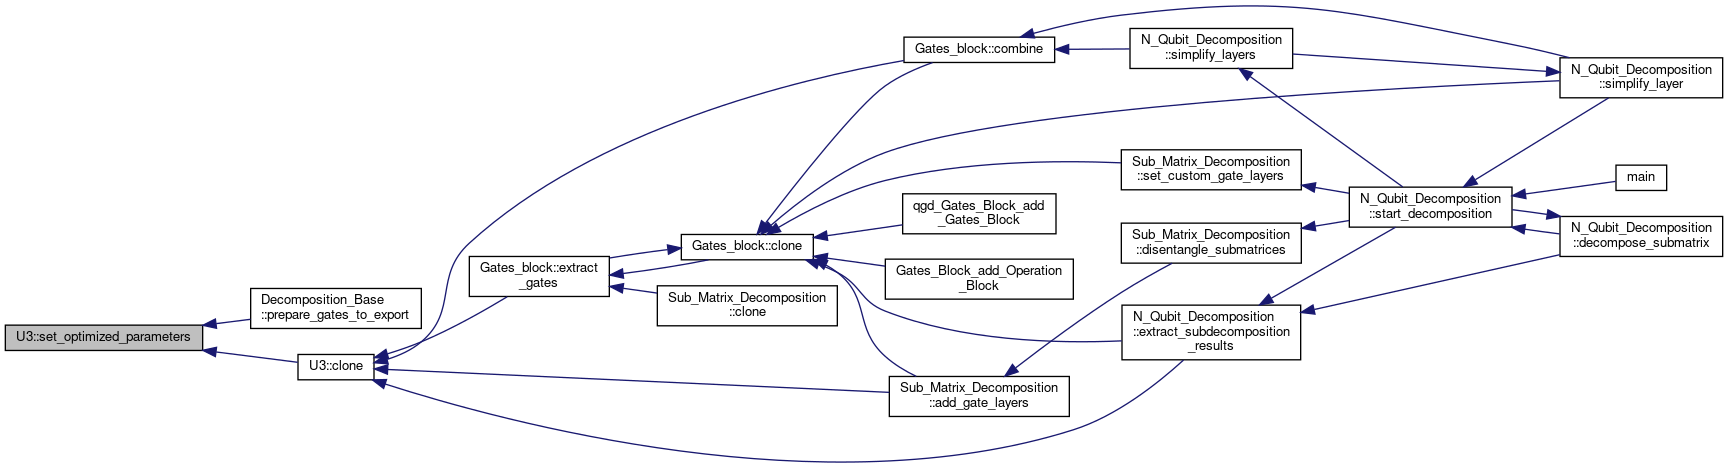 U3::set_optimized_parameters
Decomposition_Base
::prepare_gates_to_export
U3::clone
Gates_block::extract
_gates
Sub_Matrix_Decomposition
::clone
Gates_block::clone
Gates_block::combine
qgd_Gates_Block_add
_Gates_Block
Gates_Block_add_Operation
_Block
Sub_Matrix_Decomposition
::add_gate_layers
N_Qubit_Decomposition
::simplify_layers
Sub_Matrix_Decomposition
::set_custom_gate_layers
Sub_Matrix_Decomposition
::disentangle_submatrices
N_Qubit_Decomposition
::extract_subdecomposition
_results
N_Qubit_Decomposition
::start_decomposition
N_Qubit_Decomposition
::simplify_layer
main
N_Qubit_Decomposition
::decompose_submatrix